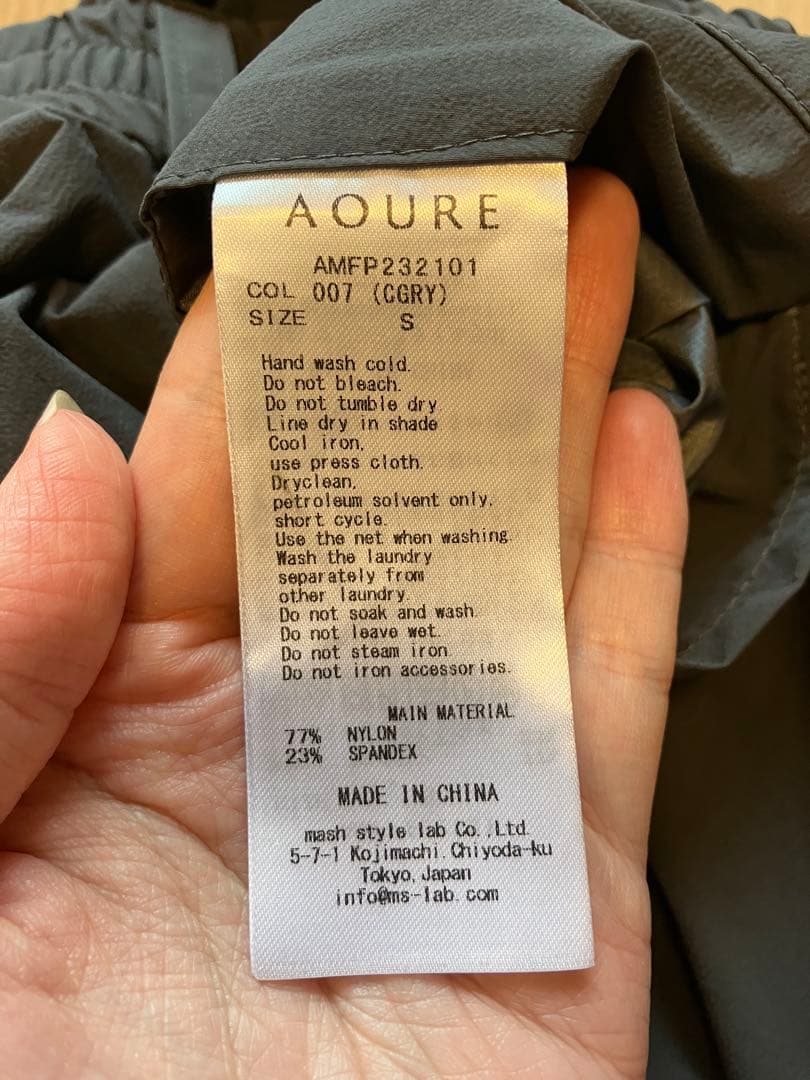 AOURE
AMFP232101
COL 007 (CGRY)
SIZE S
Hand wash cold.
Do not bleach.
Do not tumble dry
Line dry in shade
Cool iron,
use press cloth.
Dryclean,
petroleum solvent only.
short cycle.
Use the net when washing.
Wash the laundry
separately from
other laundry.
Do not soak and wash.
Do not leave wet.
Do not steam iron
Do not iron accessories.
MAIN MATERIAL
77% NYLON
23% SPANDEX
MADE IN CHINA
mash style lab Co.,Ltd.
5-7-1 Kojimachi.Chiyoda-ku
Tokyo,Japan
info@ms-lab.com